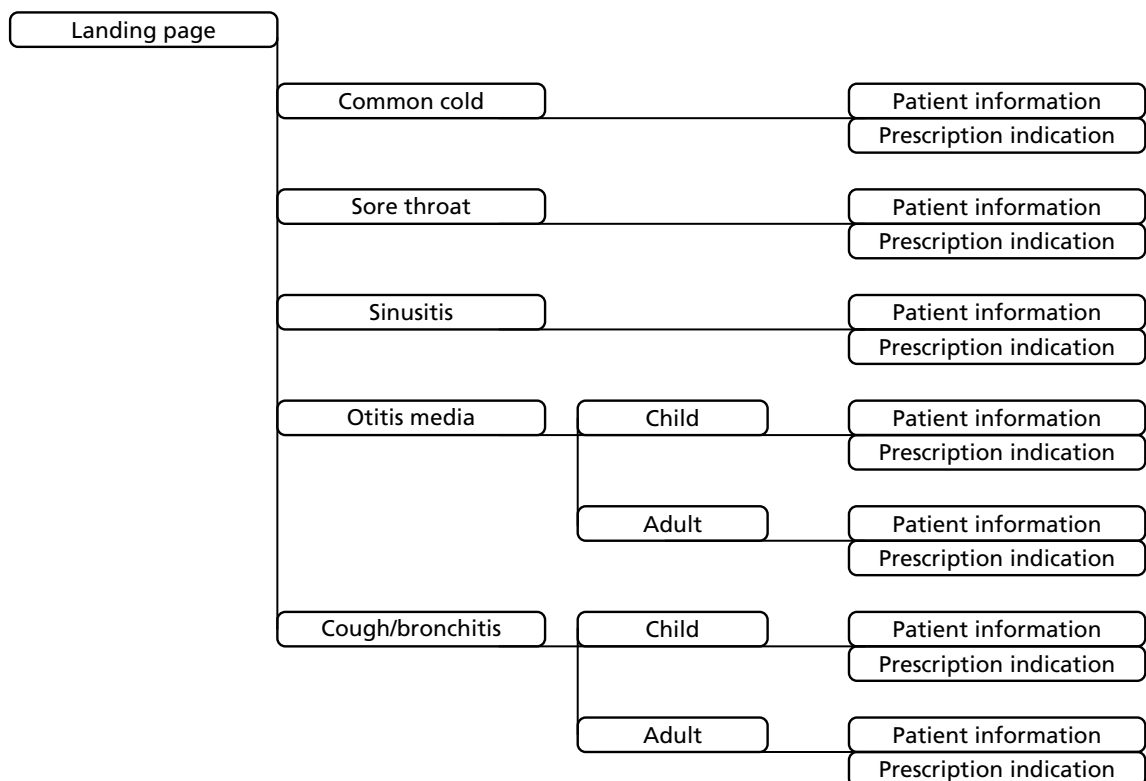 Landing page
Common cold
Patient information
Prescription indication
Sore throat
Patient information
Prescription indication
Sinusitis
Patient information
Prescription indication
Otitis media
Child
Patient information
Prescription indication
Adult
Patient information
Prescription indication
Cough/bronchitis
Child
Patient information
Prescription indication
Adult
Patient information
Prescription indication